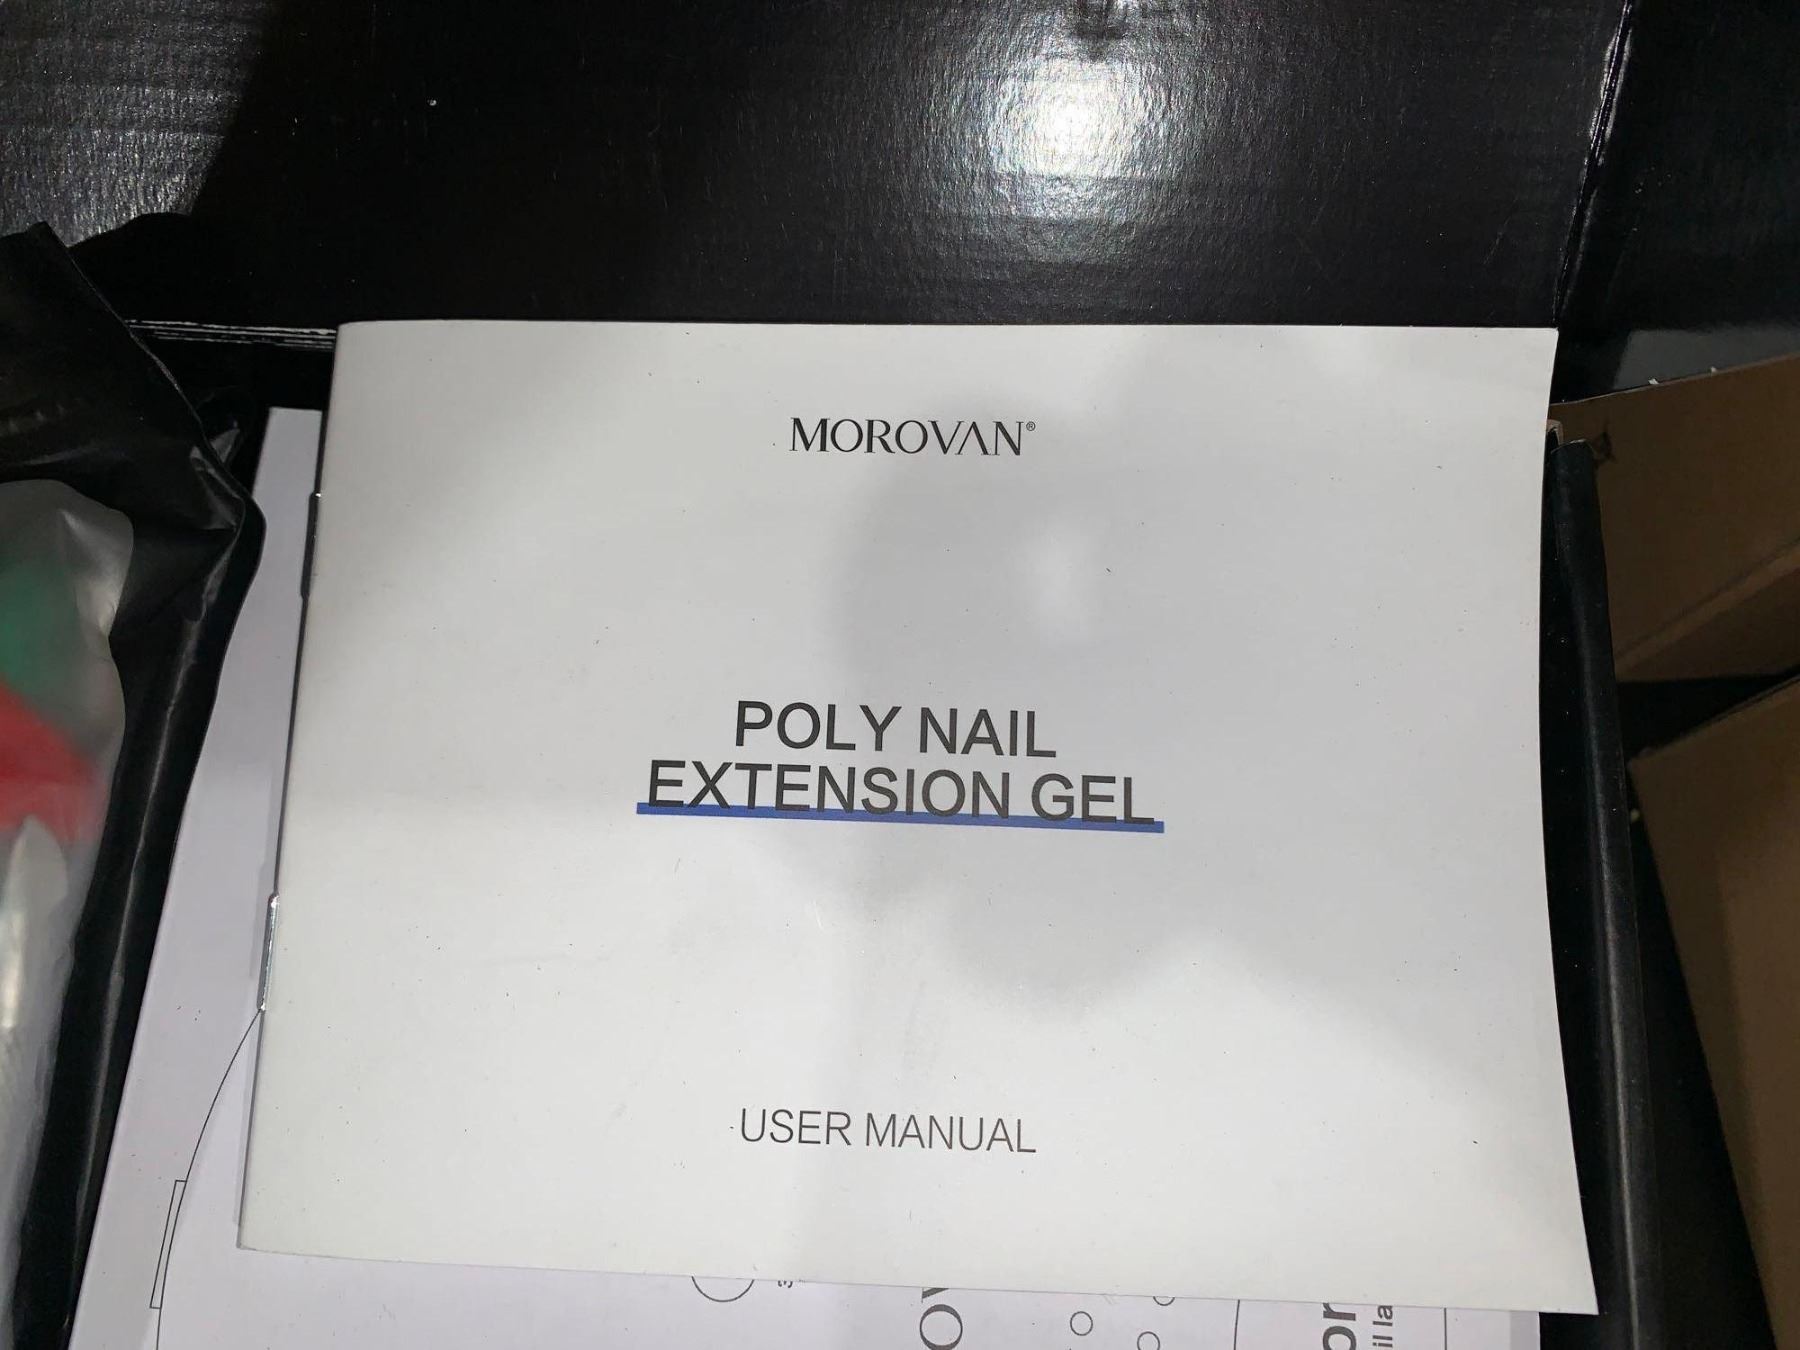 MOROVAN®
POLY NAIL
EXTENSION GEL
USER MANUAL